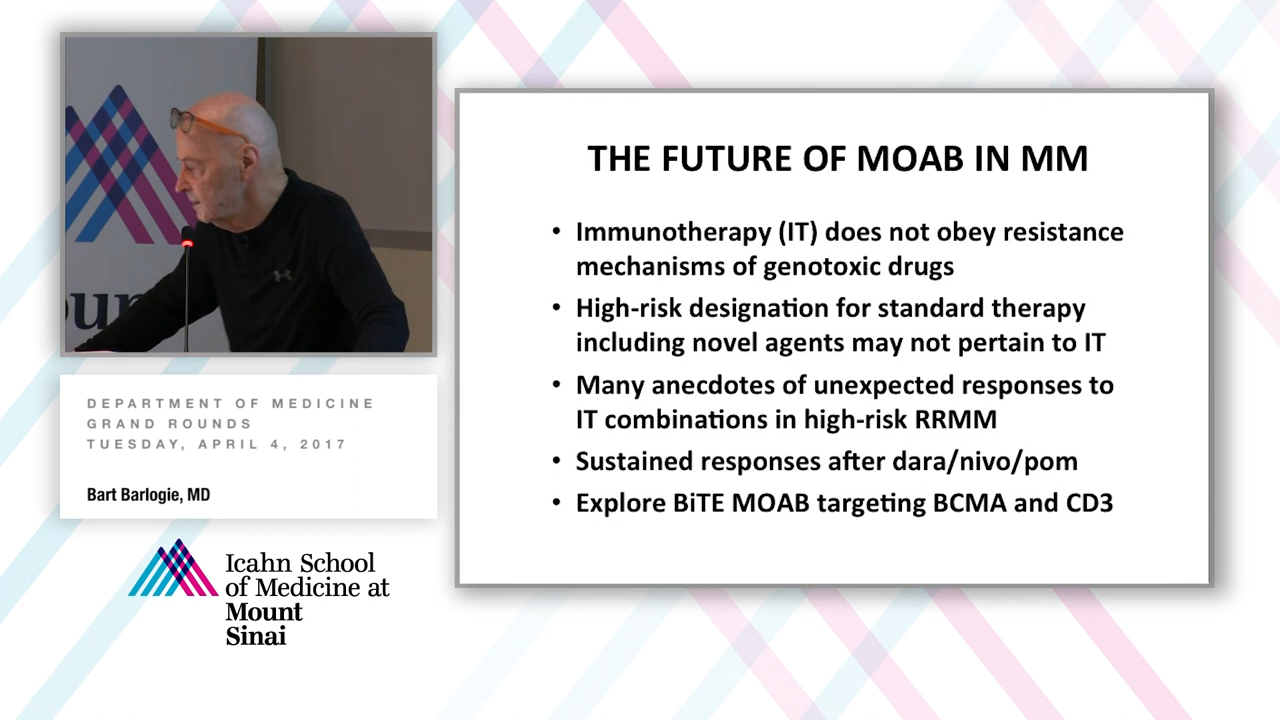 DEPARTMENT OF MEDICINE
GRAND ROUNDS
TUESDAY, APRIL 4, 2017
Bart Barlogie, MD
Icahn School
of Medicine at
Mount
Sinai
THE FUTURE OF MOAB IN MM
• Immunotherapy (IT) does not obey resistance
mechanisms of genotoxic drugs
• High-risk designation for standard therapy
including novel agents may not pertain to IT
• Many anecdotes of unexpected responses to
IT combinations in high-risk RRMM
• Sustained responses after dara/nivo/pom
• Explore BiTE MOAB targeting BCMA and CD3